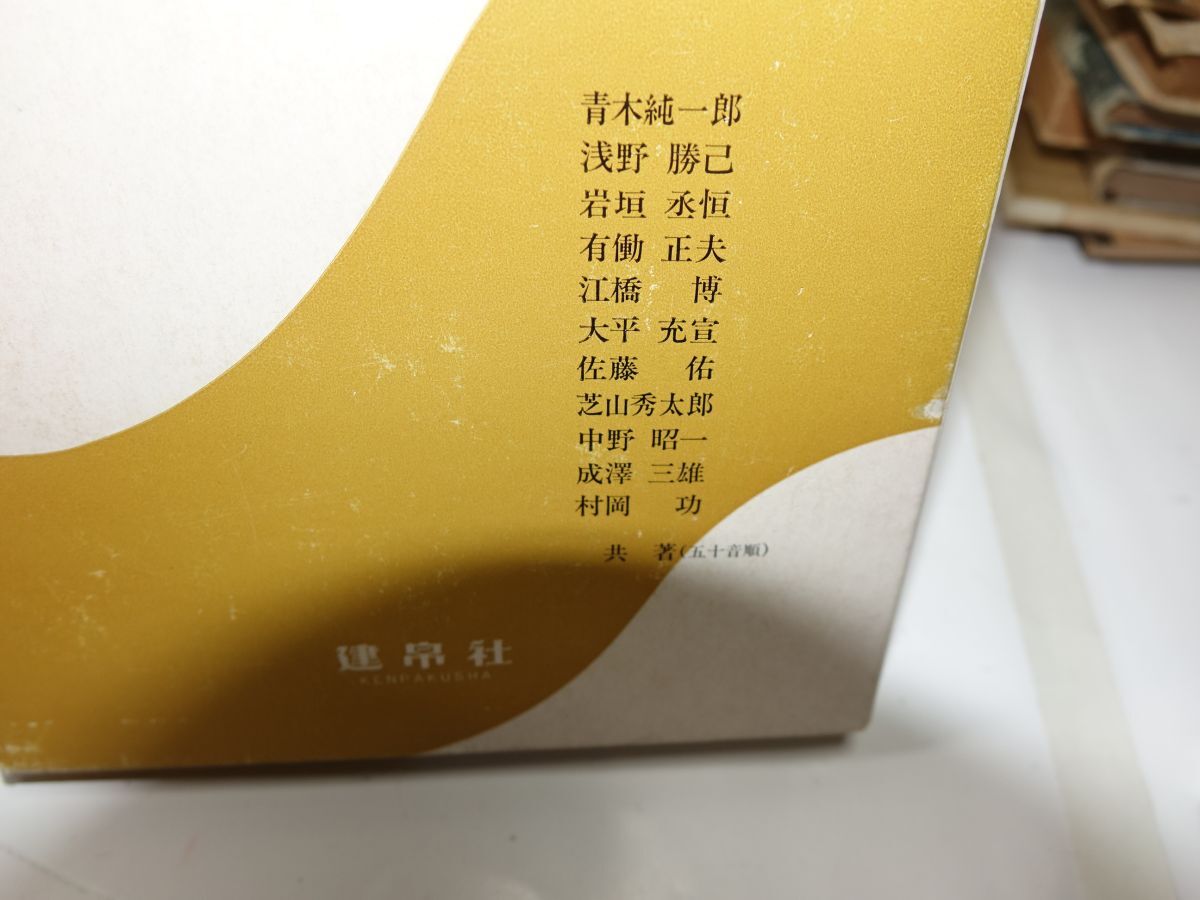 青木純一郎
浅野 勝己
岩垣 丞恒
有働 正夫
江橋 博
大平 充宣
佐藤 佑
芝山秀太郎
中野 昭一
成澤 三雄
村岡 功
共 著(五十音順)
建帛社
KENPAKUSHA